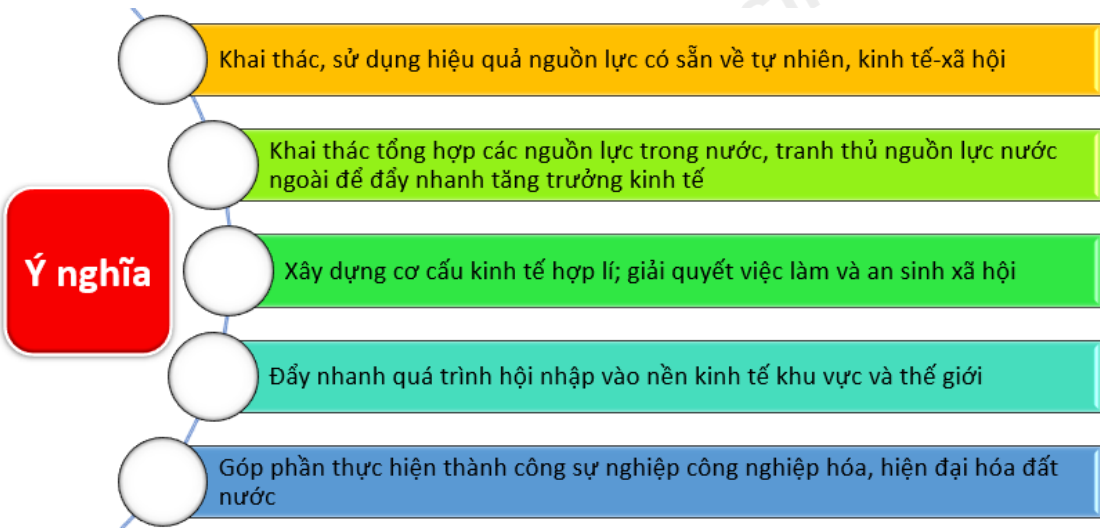 Khai thác, sử dụng hiệu quả nguồn lực có sẵn về tự nhiên, kinh tế-xã hội
Khai thác tổng hợp các nguồn lực trong nước, tranh thủ nguồn lực nước
ngoài để đẩy nhanh tăng trưởng kinh tế
Ý nghĩa
Xây dựng cơ cấu kinh tế hợp lí; giải quyết việc làm và an sinh xã hội
Đẩy nhanh quá trình hội nhập vào nền kinh tế khu vực và thế giới
Góp phần thực hiện thành công sự nghiệp công nghiệp hóa, hiện đại hóa đất
nước